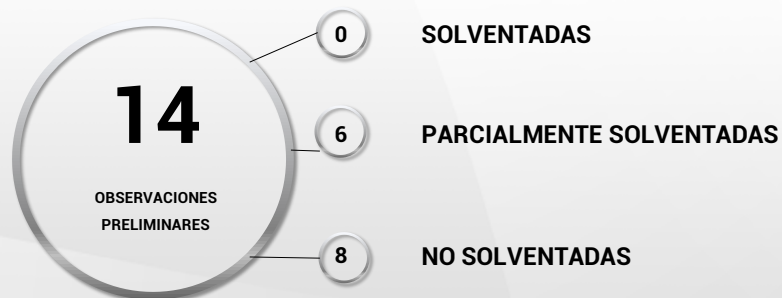 14
OBSERVACIONES
PRELIMINARES
0 SOLVENTADAS
6 PARCIALMENTE SOLVENTADAS
8 NO SOLVENTADAS